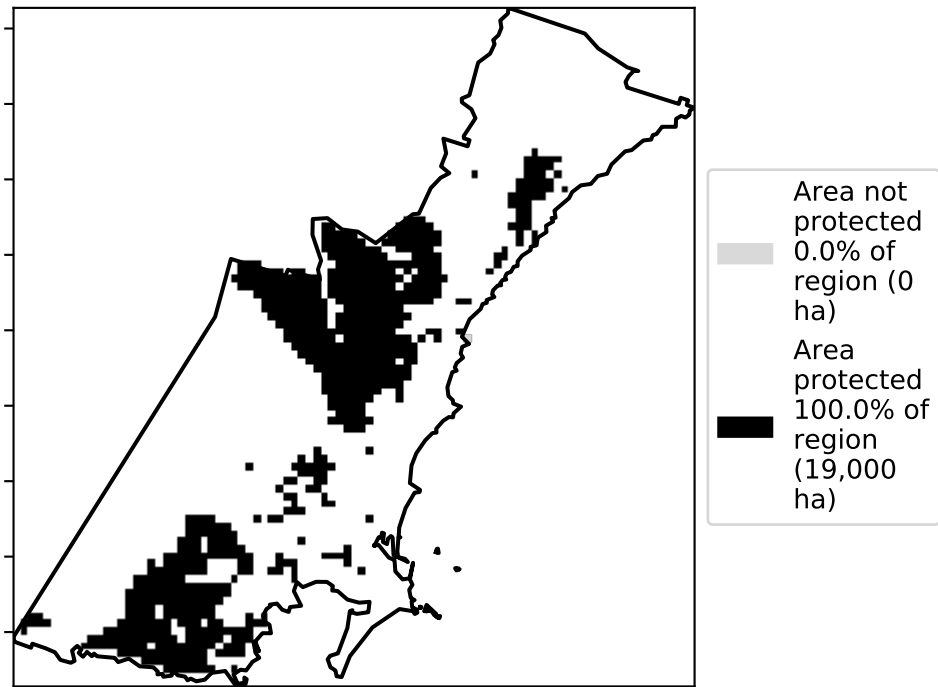 Area not
protected
0.0% of
region (0
ha)
Area
protected
100.0% of
region
(19,000
ha)